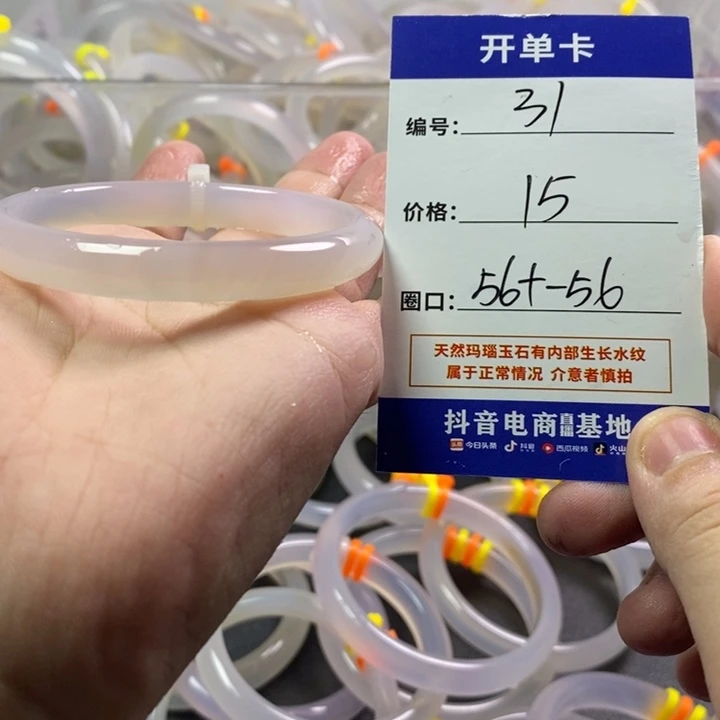 开单卡
编号：31
价格：15
圈口：56+-56
天然玛瑙玉石有内部生长水纹
属于正常情况 介意者慎拍
抖音电商直播基地
今日头条 抖音 西瓜视频 火山